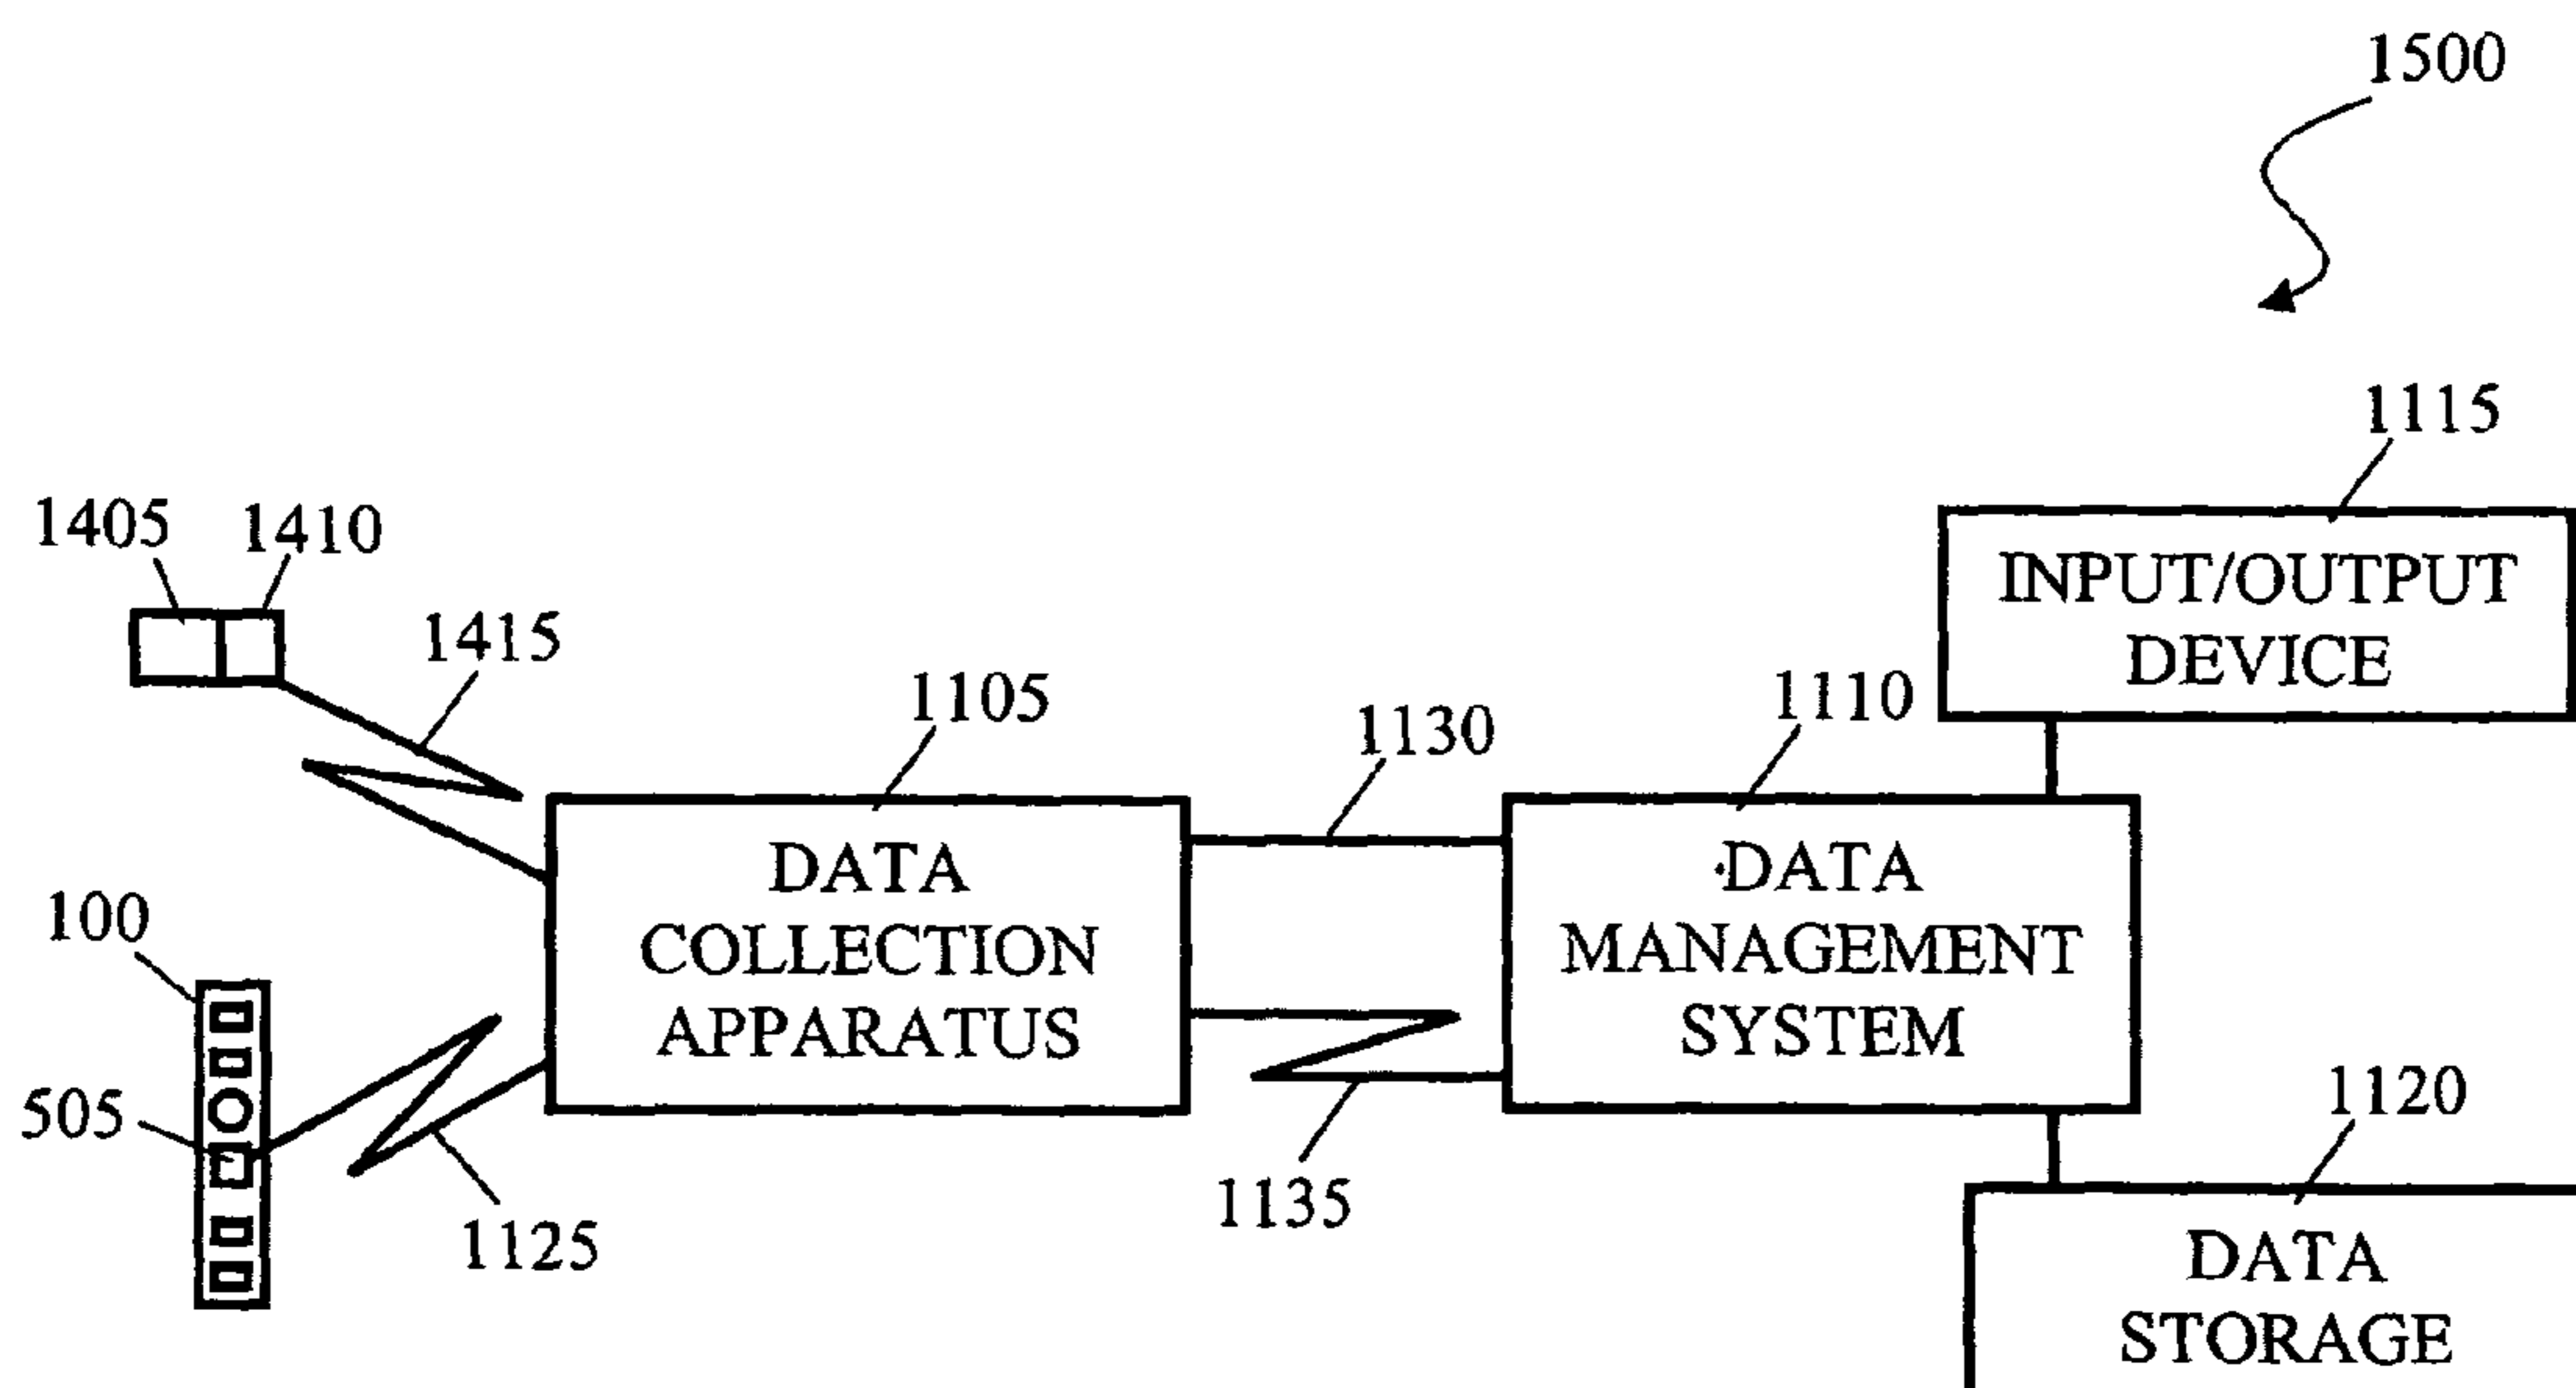 1500
1115
INPUT/OUTPUT
DEVICE
1405
1410
1415
1105
1130
1110
DATA
COLLECTION
APPARATUS
DATA
MANAGEMENT
SYSTEM
100
505
1125
1135
1120
DATA
STORAGE